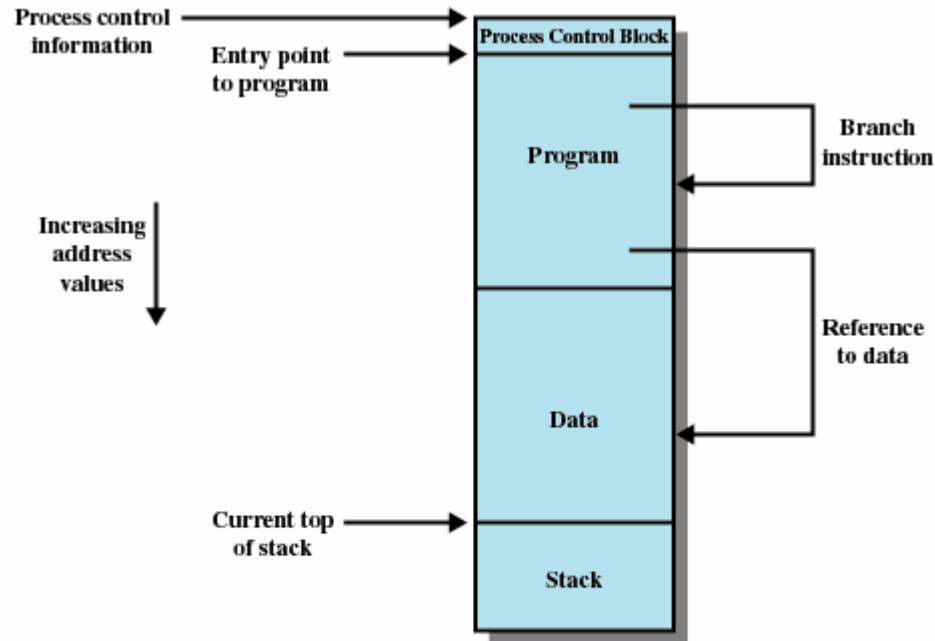 Process control
information
Process Control Block
Entry point
to program
Program
Branch
instruction
Increasing
address
values
Reference
to data
Data
Current top
of stack
Stack